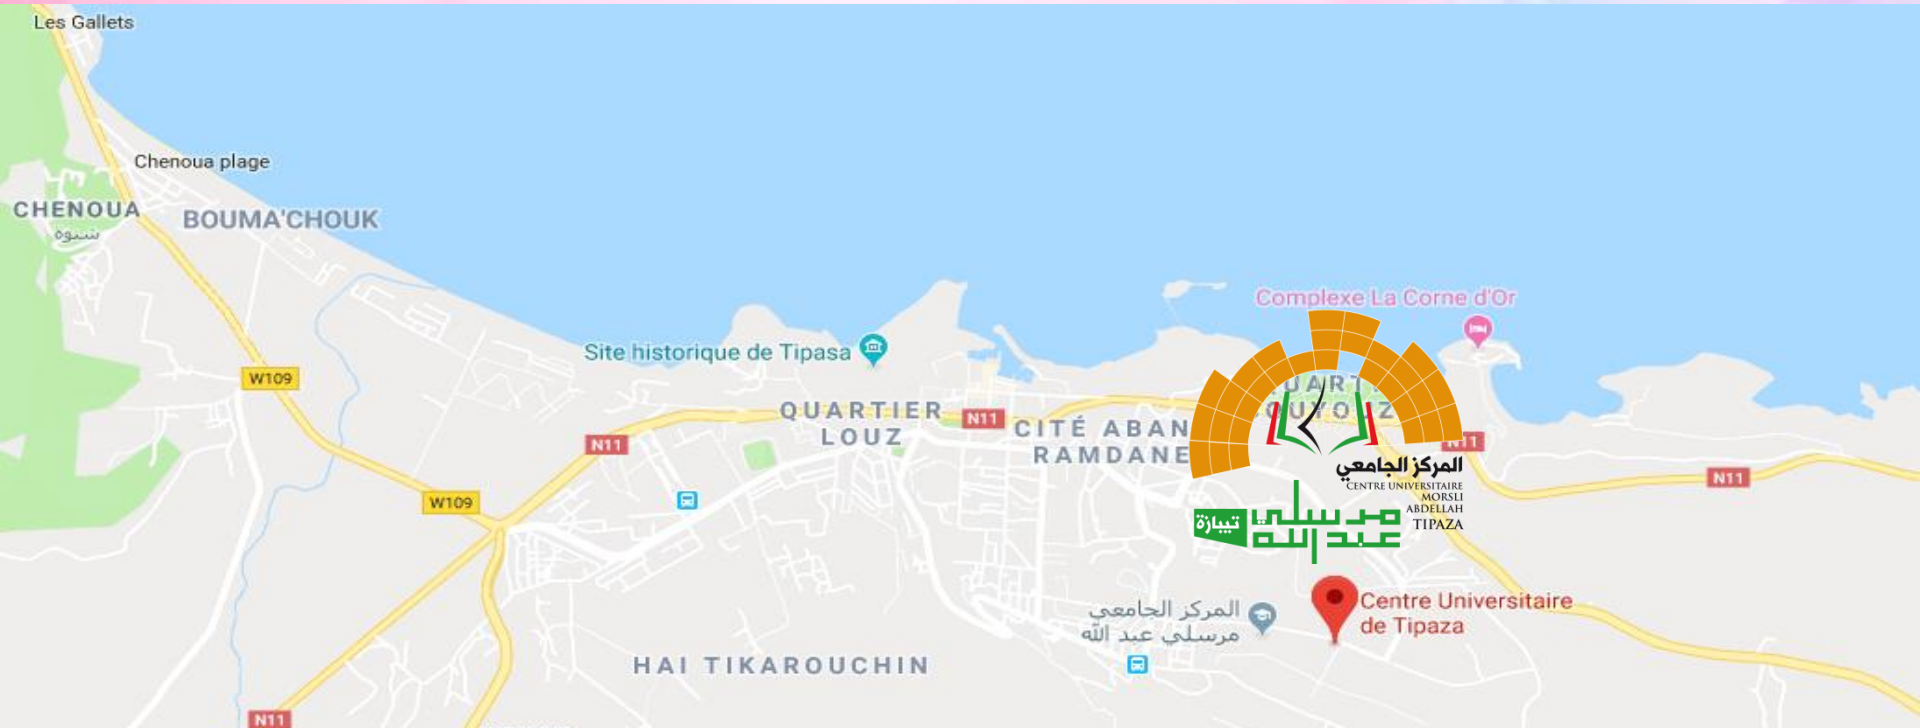 Les Gallets
Chenoua plage
CHENOUA
شنوة
BOUMA'CHOUK
Complexe La Corne d'Or
Site historique de Tipasa
W109
QUARTIER
LOUZ
N11
CITÉ ABAN
RAMDANE
N11
N11
N11
W109
المركز الجامعي
CENTRE UNIVERSITAIRE
MORSLI
ABDELLAH
TIPAZA
مرسلي
عبد الله
تيبازة
المركز الجامعي
مرسلي عبد الله
Centre Universitaire
de Tipaza
HAI TIKAROUCHIN
N11